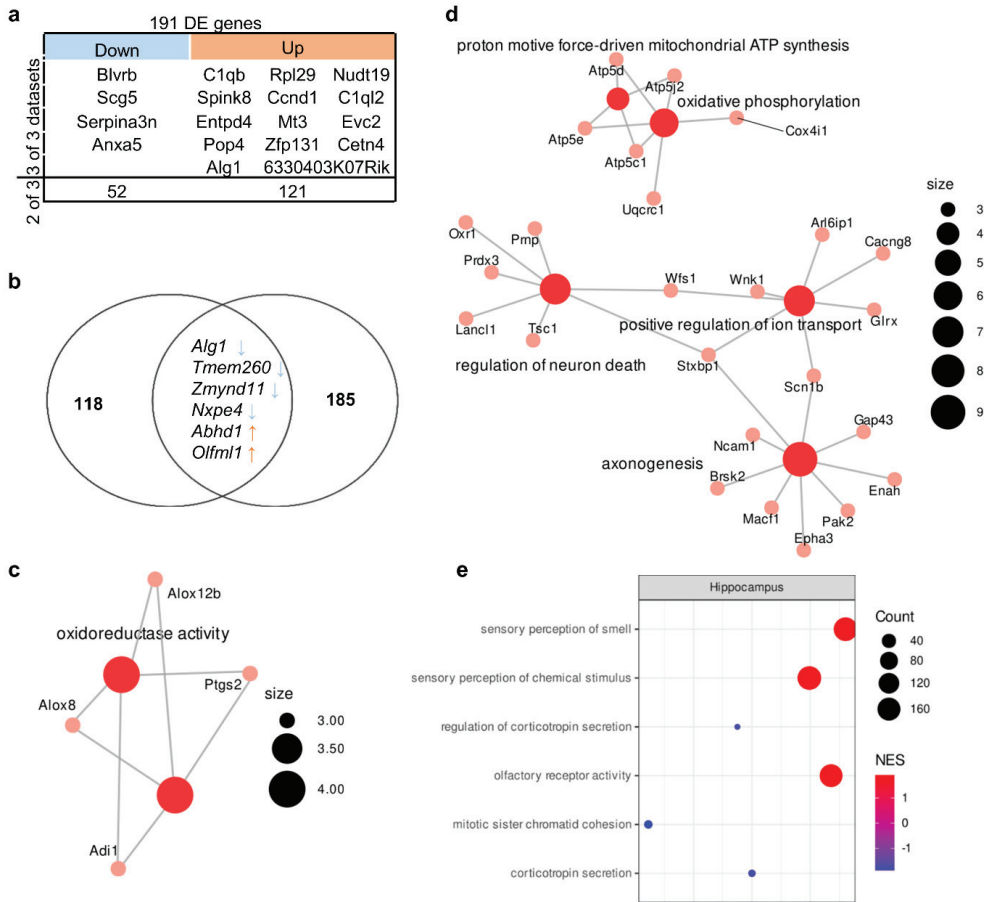 a
191 DE genes
Down Up
3 of 3 datasets
Blvrb C1qb Rpl29 Nudt19
Scg5 Spink8 Ccnd1 C1ql2
Serpina3n Entpd4 Mt3 Evc2
Anxa5 Pop4 Zfp131 Cetn4
Alg1 6330403K07Rik
2 of 3
52 121
b
118
Alg1 ↓
Tmem260 ↓
Zmynd11 ↓
Nxpe4 ↓
Abhd1 ↑
Olfml1 ↑
185
c
Alox12b
oxidoreductase activity
Ptgs2
Alox8
Adi1
size
3.00
3.50
4.00
d
proton motive force-driven mitochondrial ATP synthesis
Atp5d
Atp5j2
oxidative phosphorylation
Atp5e
Cox4i1
Atp5c1
Uqcrc1
Oxr1
Prnp
Prdx3
Lancl1
Tsc1
regulation of neuron death
Wfs1
Wnk1
Arl6ip1
Cacng8
Glrx
positive regulation of ion transport
Stxbp1
Scn1b
Gap43
Ncam1
axonogenesis
Brsk2
Enah
Macf1
Pak2
Epha3
size
3
4
5
6
7
8
9
e
Hippocampus
sensory perception of smell
sensory perception of chemical stimulus
regulation of corticotropin secretion
olfactory receptor activity
mitotic sister chromatid cohesion
corticotropin secretion
Count
40
80
120
160
NES
1
0
-1